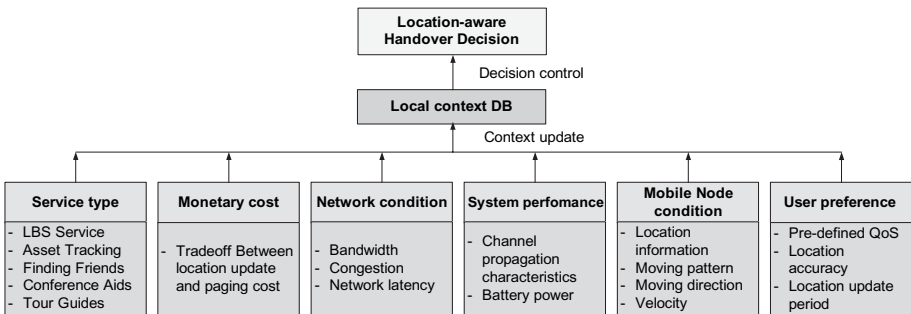 Location-aware
Handover Decision
Decision control
Local context DB
Context update
Service type
- LBS Service
- Asset Tracking
- Finding Friends
- Conference Aids
- Tour Guides
Monetary cost
- Tradeoff Between
location update
and paging cost
Network condition
- Bandwidth
- Congestion
- Network latency
System perfomance
- Channel
propagation
characteristics
- Battery power
Mobile Node
condition
- Location
information
- Moving pattern
- Moving direction
- Velocity
User preference
- Pre-defined QoS
- Location
accuracy
- Location update
period